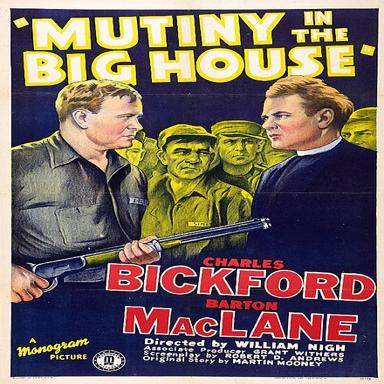 "MUTINY IN THE
BIG HOUSE"
CHARLES
BICKFORD
BARTON
MACLANE
Directed by WILLIAM NIGH
Associate Producer GRANT WITHERS
Screenplay by ROBERT D. ANDREWS
Original Story by MARTIN MOONEY
A
Monogram
PICTURE